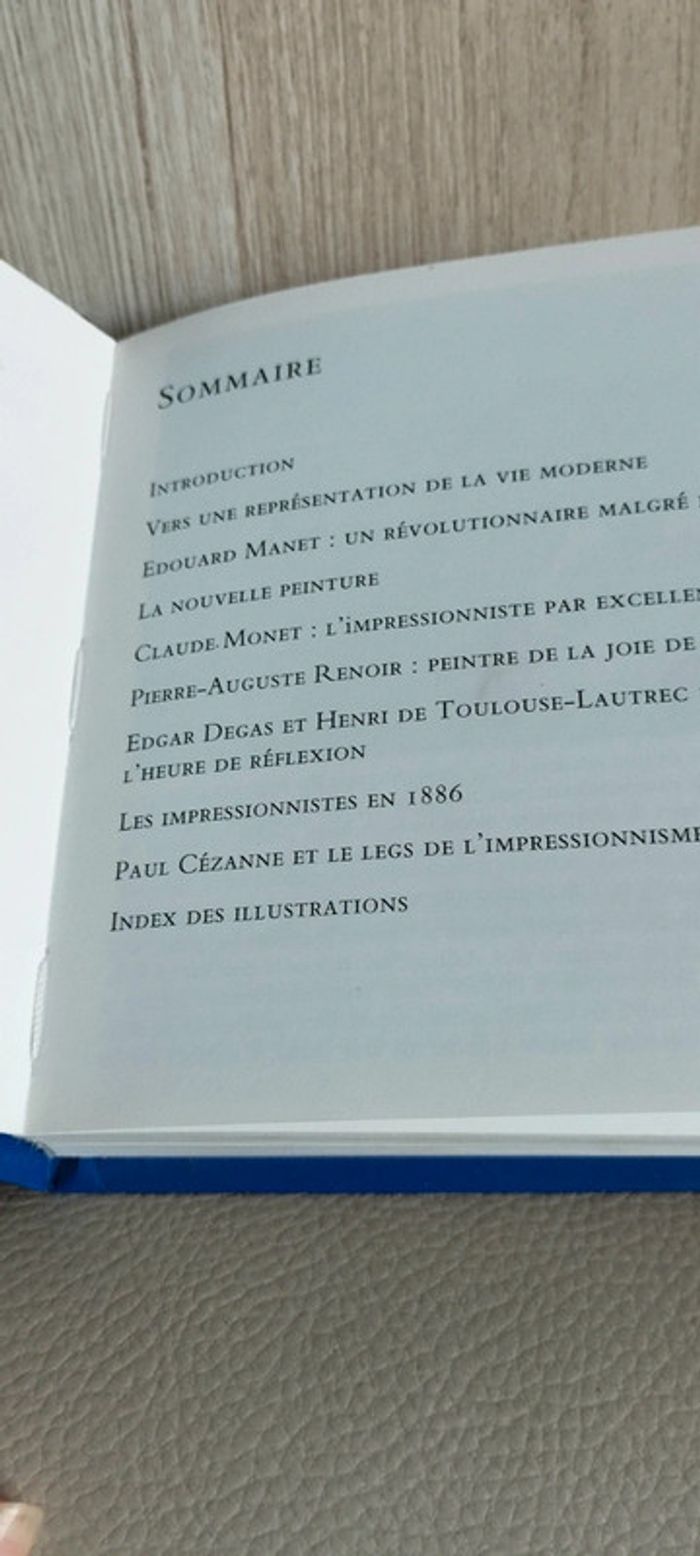 Sommaire
Introduction
Vers une représentation de la vie moderne
Edouard Manet : un révolutionnaire malgré
La nouvelle peinture
Claude Monet : l'impressionniste par
Pierre-Auguste Renoir : peintre de la joie de
Edgar Degas et Henri de Toulouse-Lautrec
l'heure de réflexion
Les impressionnistes en 1886
Paul Cézanne et le legs de l'impressionnisme
Index des illustrations